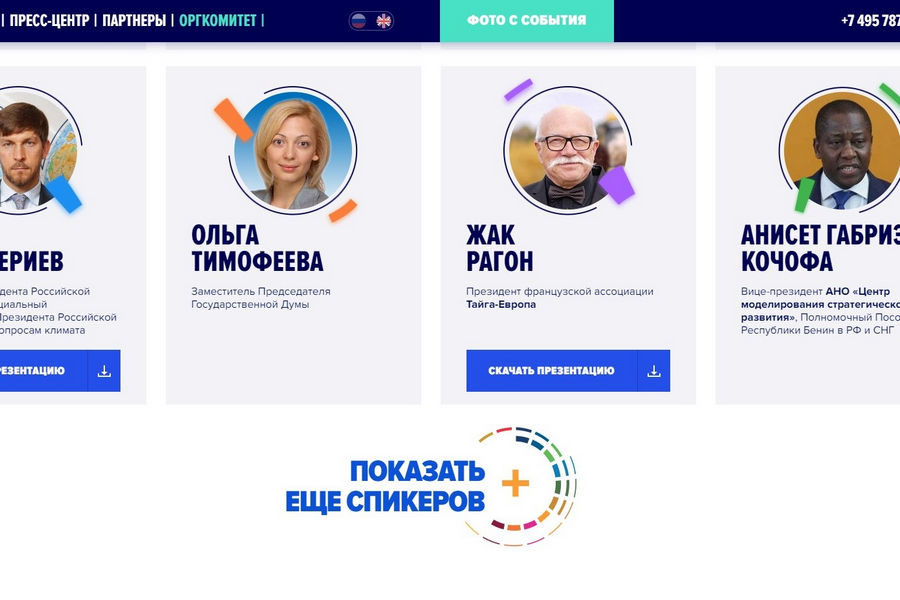 | ПРЕСС-ЦЕНТР | ПАРТНЕРЫ | ОРГКОМИТЕТ |
ФОТО С СОБЫТИЯ
+7 495 787
ЕРИЕВ
дента Российской
циальный
Президента Российской
опросам климата
РЕЗЕНТАЦИЮ
ОЛЬГА
ТИМОФЕЕВА
Заместитель Председателя
Государственной Думы
ЖАК
РАГОН
Президент французской ассоциации
Тайга-Европа
СКАЧАТЬ ПРЕЗЕНТАЦИЮ
АНИСЕТ ГАБРИЭ
КОЧОФА
Вице-президент АНО «Центр
моделирования стратегическо
развития», Полномочный Посо
Республики Бенин в РФ и СНГ
ПОКАЗАТЬ
ЕЩЕ СПИКЕРОВ